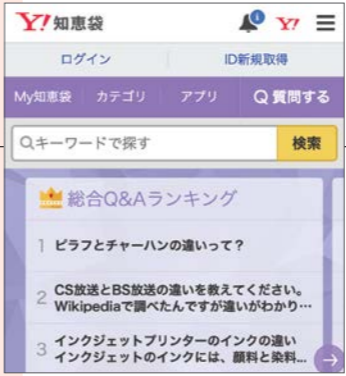 Y! 知恵袋
Y!
ログイン ID新規取得
My知恵袋 カテゴリ アプリ Q 質問する
キーワードで探す 検索
総合Q&Aランキング
1 ピラフとチャーハンの違いって？
2 CS放送とBS放送の違いを教えてください。
Wikipediaで調べたんですが違いがわかり…
3 インクジェットプリンターのインクの違い
インクジェットのインクには、顔料と染料...